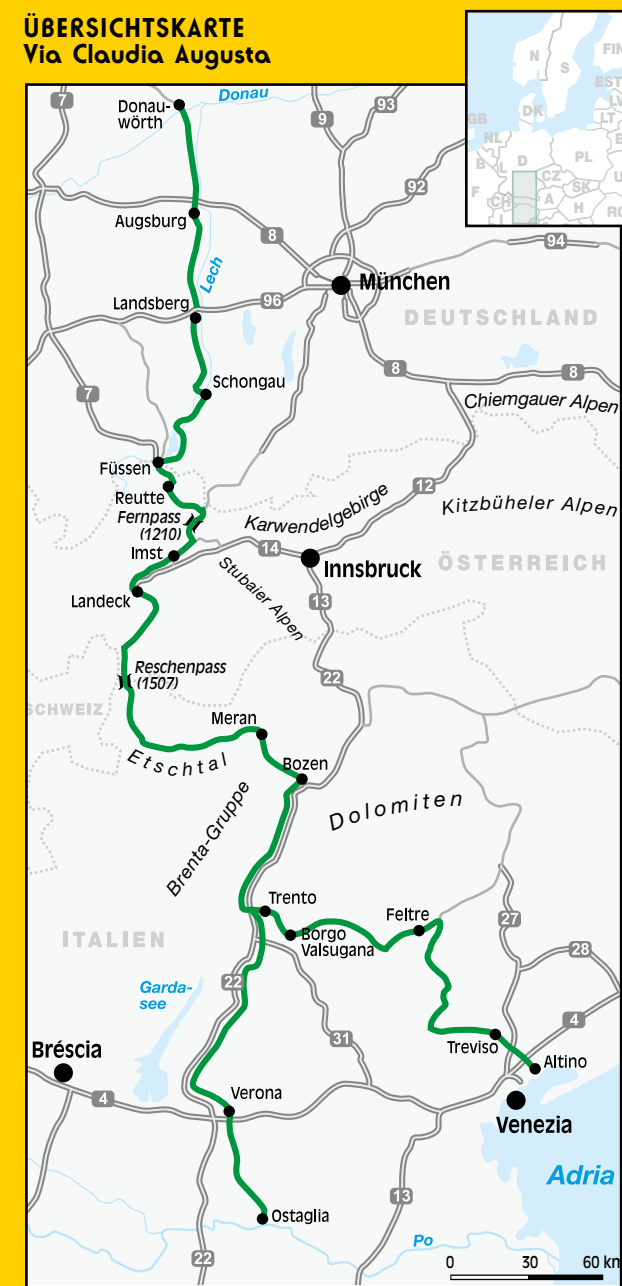 ÜBERSICHTSKARTE
Via Claudia Augusta
N
S
FIN
EST
DK
LT
GB
NL
B
L
D
PL
CZ
SK
F
CH
A
H
I
7
Donau-
wörth
Donau
9
93
92
Augsburg
8
94
Lech
München
Landsberg
96
DEUTSCHLAND
7
Schongau
8
8
Chiemgauer Alpen
Füssen
12
Reutte
Fernpass
(1210)
Karwendelgebirge
Kitzbüheler Alpen
Imst
14
Innsbruck
ÖSTERREICH
Stubaier Alpen
13
Landeck
Reschenpass
(1507)
22
SCHWEIZ
Meran
Etschtal
Bozen
Brenta-Gruppe
Dolomiten
Trento
Feltre
27
Borgo
Valsugana
ITALIEN
28
22
Garda-
see
4
31
Treviso
Bréscia
Altino
4
Verona
Venezia
Adria
13
Ostaglia
Po
22
0 30 60 km